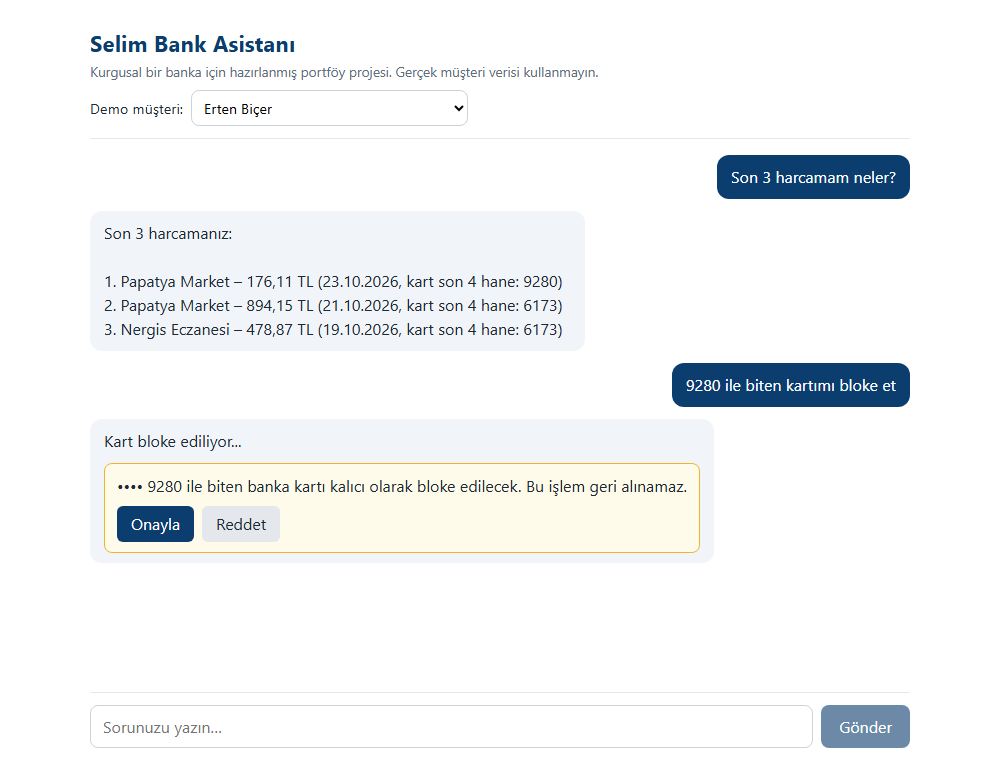 Selim Bank Asistanı
Kurgusal bir banka için hazırlanmış portföy projesi. Gerçek müşteri verisi kullanmayın.
Demo müşteri: Erten Biçer
Son 3 harcamam neler?
Son 3 harcamanız:
1. Papatya Market – 176,11 TL (23.10.2026, kart son 4 hane: 9280)
2. Papatya Market – 894,15 TL (21.10.2026, kart son 4 hane: 6173)
3. Nergis Eczanesi – 478,87 TL (19.10.2026, kart son 4 hane: 6173)
9280 ile biten kartımı bloke et
Kart bloke ediliyor...
•••• 9280 ile biten banka kartı kalıcı olarak bloke edilecek. Bu işlem geri alınamaz.
Onayla Reddet
Sorunuzu yazın... Gönder